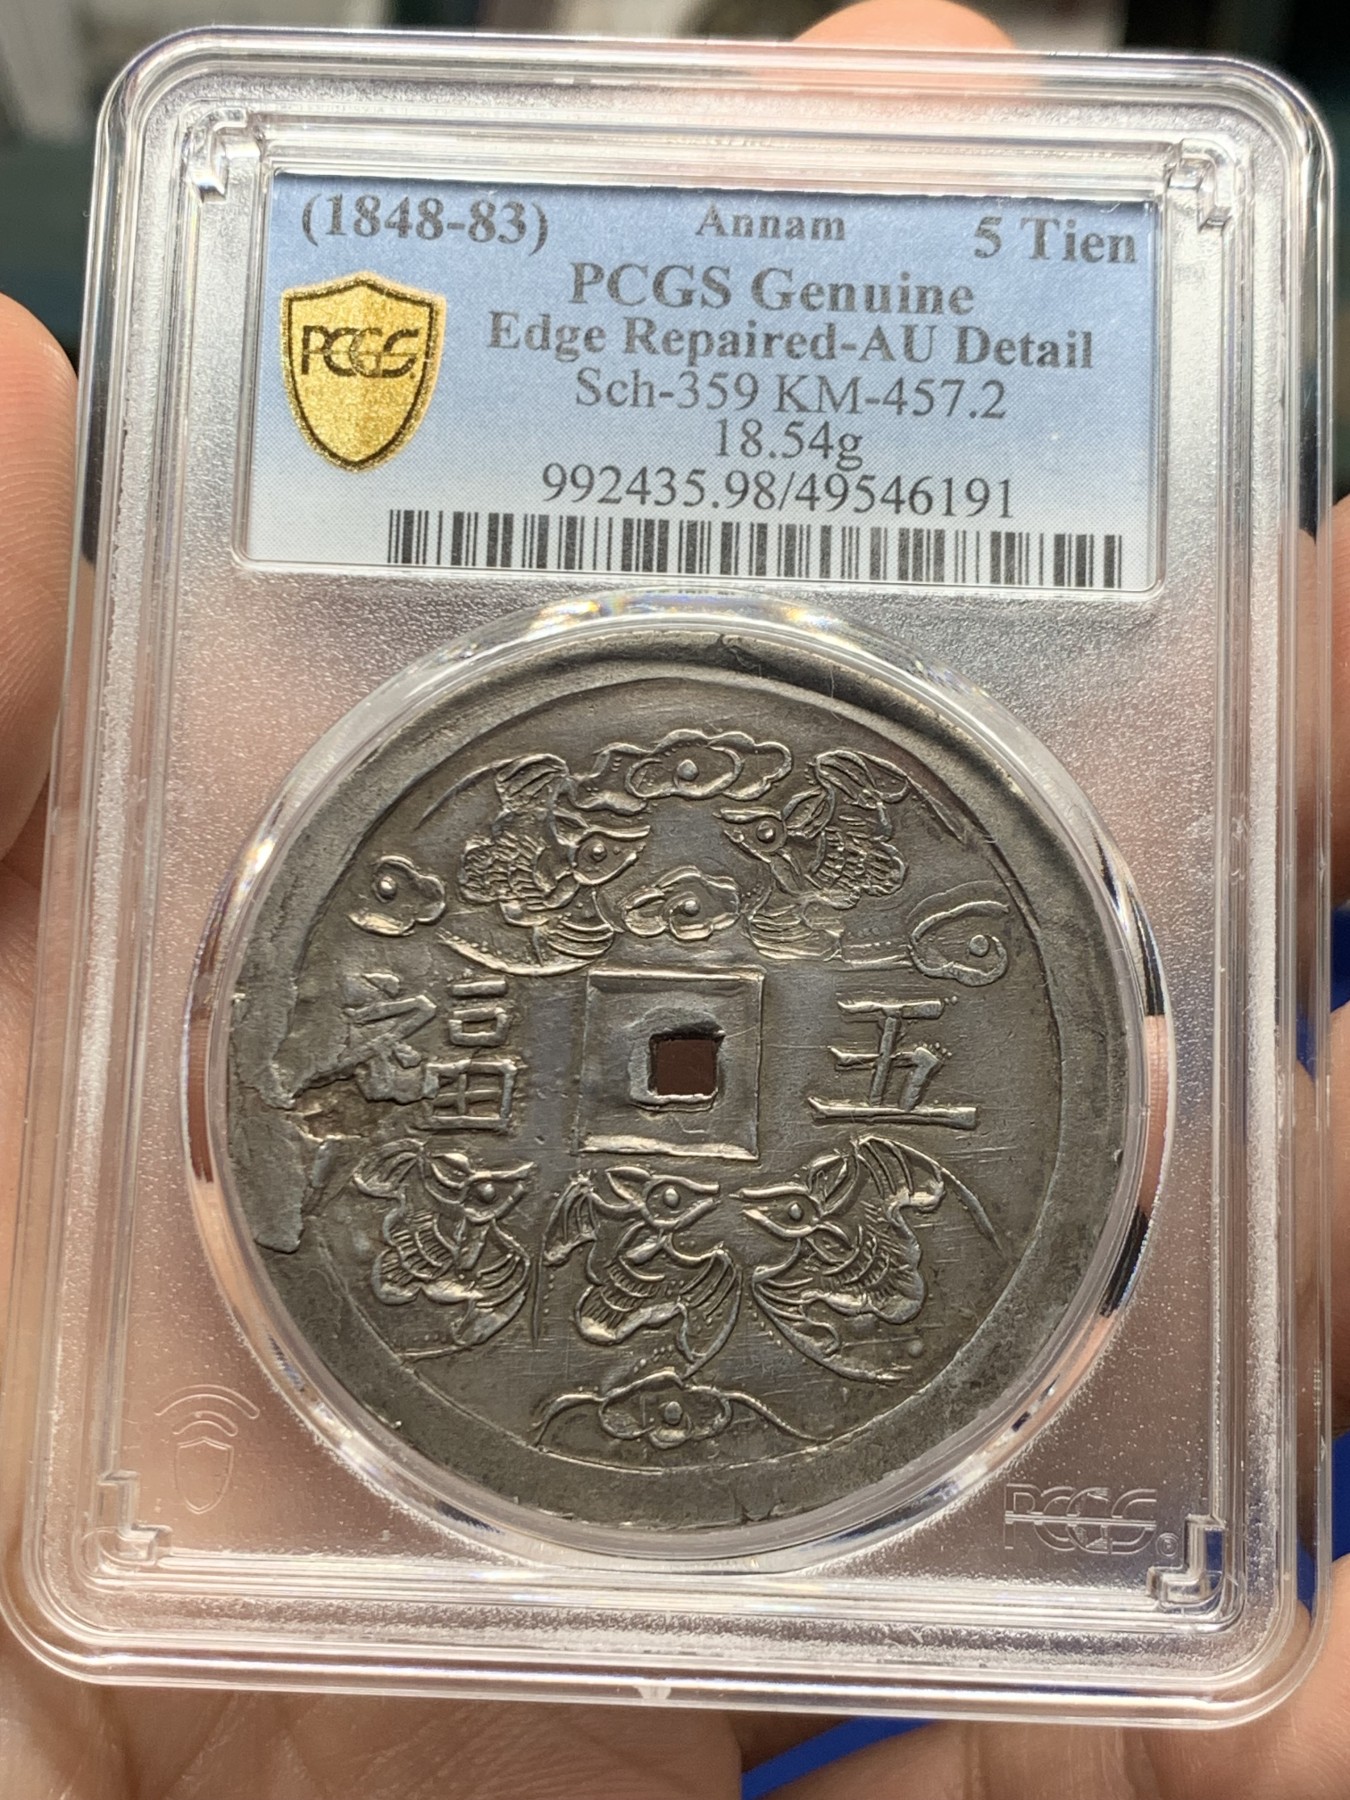 (1848-83) Annam 5 Tien
PCGS Genuine
Edge Repaired-AU Detail
Sch-359 KM-457.2
18.54g
992435.98/49546191
PCGS
五福
PCGS